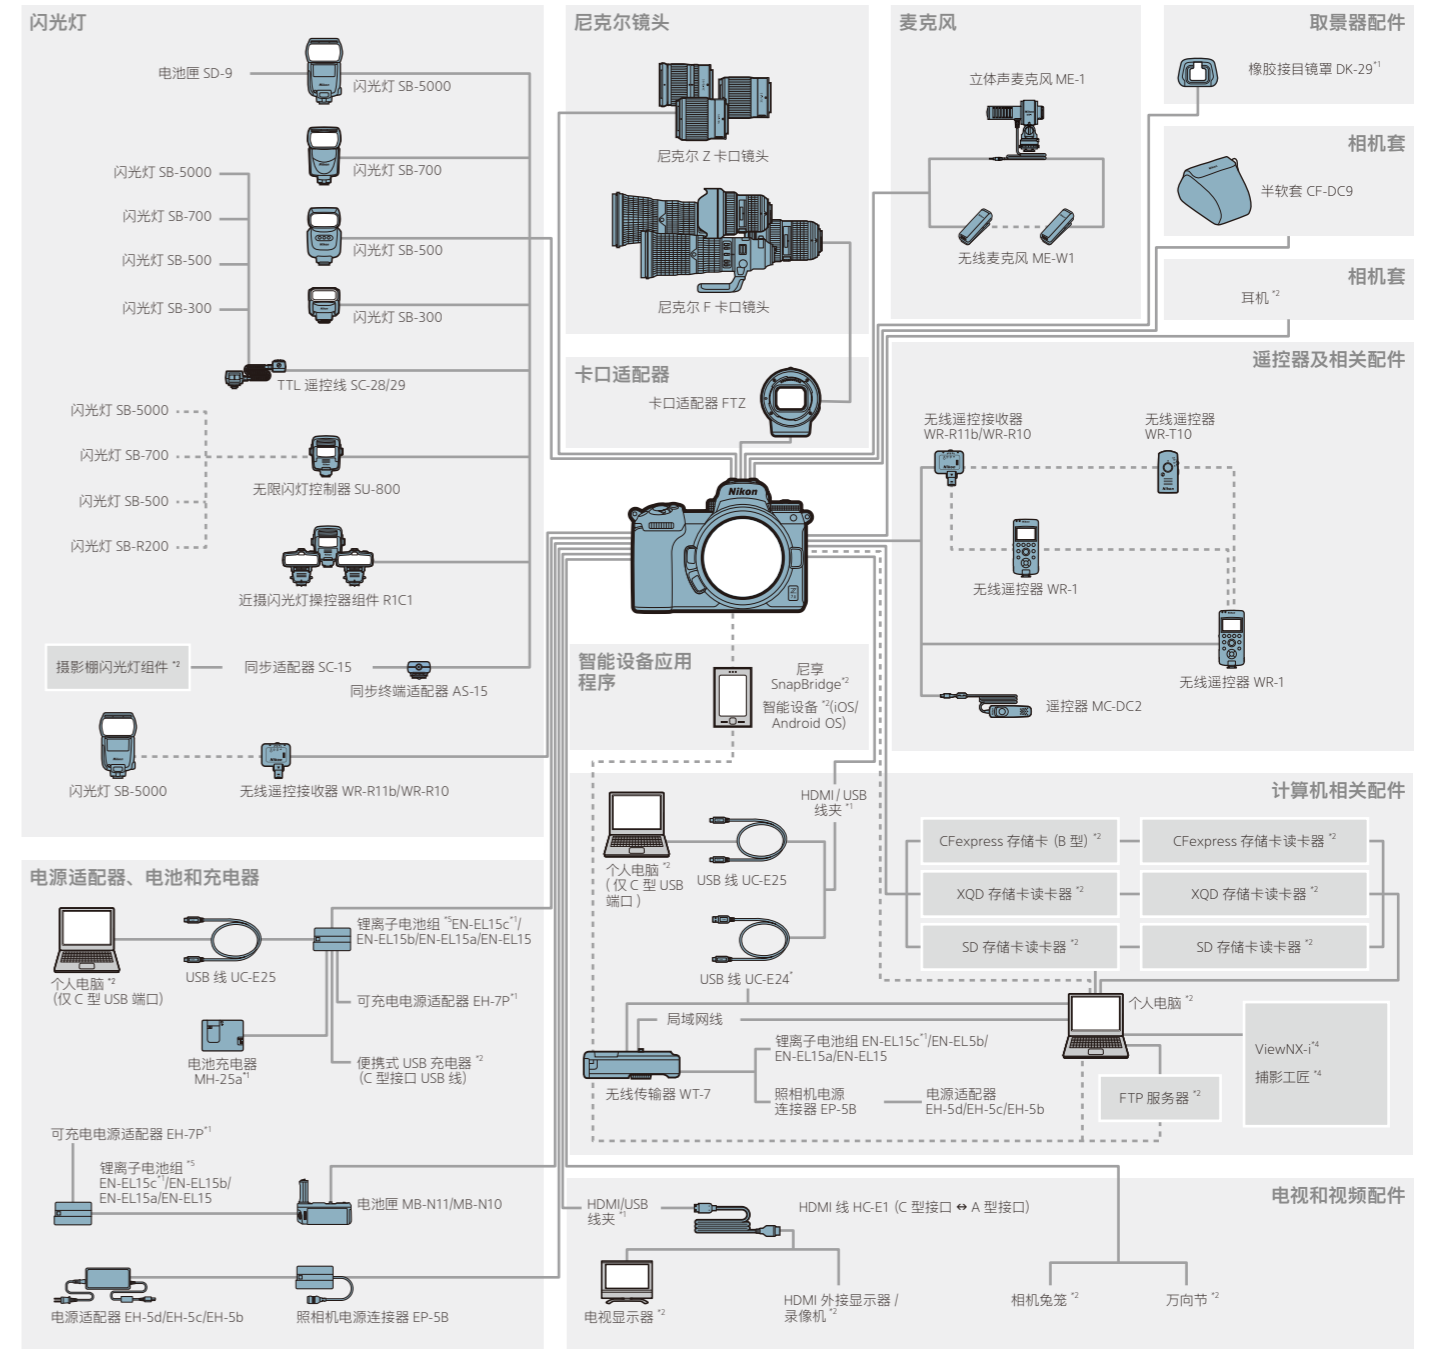 闪光灯
电池匣 SD-9
闪光灯 SB-5000
闪光灯 SB-700
闪光灯 SB-5000
闪光灯 SB-700
闪光灯 SB-500
闪光灯 SB-500
闪光灯 SB-300
闪光灯 SB-300
TTL 遥控线 SC-28/29
闪光灯 SB-5000
闪光灯 SB-700
闪光灯 SB-500
闪光灯 SB-R200
无限闪灯控制器 SU-800
近摄闪光灯操控器组件 R1C1
摄影棚闪光灯组件 *2
同步适配器 SC-15
同步终端适配器 AS-15
闪光灯 SB-5000
无线遥控接收器 WR-R11b/WR-R10
尼克尔镜头
尼克尔 Z 卡口镜头
尼克尔 F 卡口镜头
卡口适配器
卡口适配器 FTZ
麦克风
立体声麦克风 ME-1
无线麦克风 ME-W1
取景器配件
橡胶接目镜罩 DK-29*1
相机套
半软套 CF-DC9
相机套
耳机 *2
遥控器及相关配件
无线遥控接收器
WR-R11b/WR-R10
无线遥控器
WR-T10
无线遥控器 WR-1
无线遥控器 WR-1
遥控器 MC-DC2
Nikon
智能设备应用
程序
尼享
SnapBridge*2
智能设备 *2(iOS/
Android OS)
计算机相关配件
HDMI / USB
线夹 *1
个人电脑 *2
( 仅 C 型 USB
端口 )
USB 线 UC-E25
USB 线 UC-E24*
CFexpress 存储卡 (B 型) *2
CFexpress 存储卡读卡器 *2
XQD 存储卡读卡器 *2
XQD 存储卡读卡器 *2
SD 存储卡读卡器 *2
SD 存储卡读卡器 *2
局域网线
个人电脑 *2
无线传输器 WT-7
锂离子电池组 EN-EL15c*1/EN-EL5b/
EN-EL15a/EN-EL15
照相机电源
连接器 EP-5B
电源适配器
EH-5d/EH-5c/EH-5b
FTP 服务器 *2
ViewNX-i*4
捕影工匠 *4
电源适配器、电池和充电器
个人电脑 *2
(仅 C 型 USB 端口)
USB 线 UC-E25
锂离子电池组 *5EN-EL15c*1/
EN-EL15b/EN-EL15a/EN-EL15
可充电电源适配器 EH-7P*1
电池充电器
MH-25a*1
便携式 USB 充电器 *2
(C 型接口 USB 线)
可充电电源适配器 EH-7P*1
锂离子电池组 *5
EN-EL15c*1/EN-EL15b/
EN-EL15a/EN-EL15
电池匣 MB-N11/MB-N10
电源适配器 EH-5d/EH-5c/EH-5b
照相机电源连接器 EP-5B
电视和视频配件
HDMI/USB
线夹 *1
HDMI 线 HC-E1 (C 型接口 ↔ A 型接口)
电视显示器 *2
HDMI 外接显示器 /
录像机 *2
相机兔笼 *2
万向节 *2